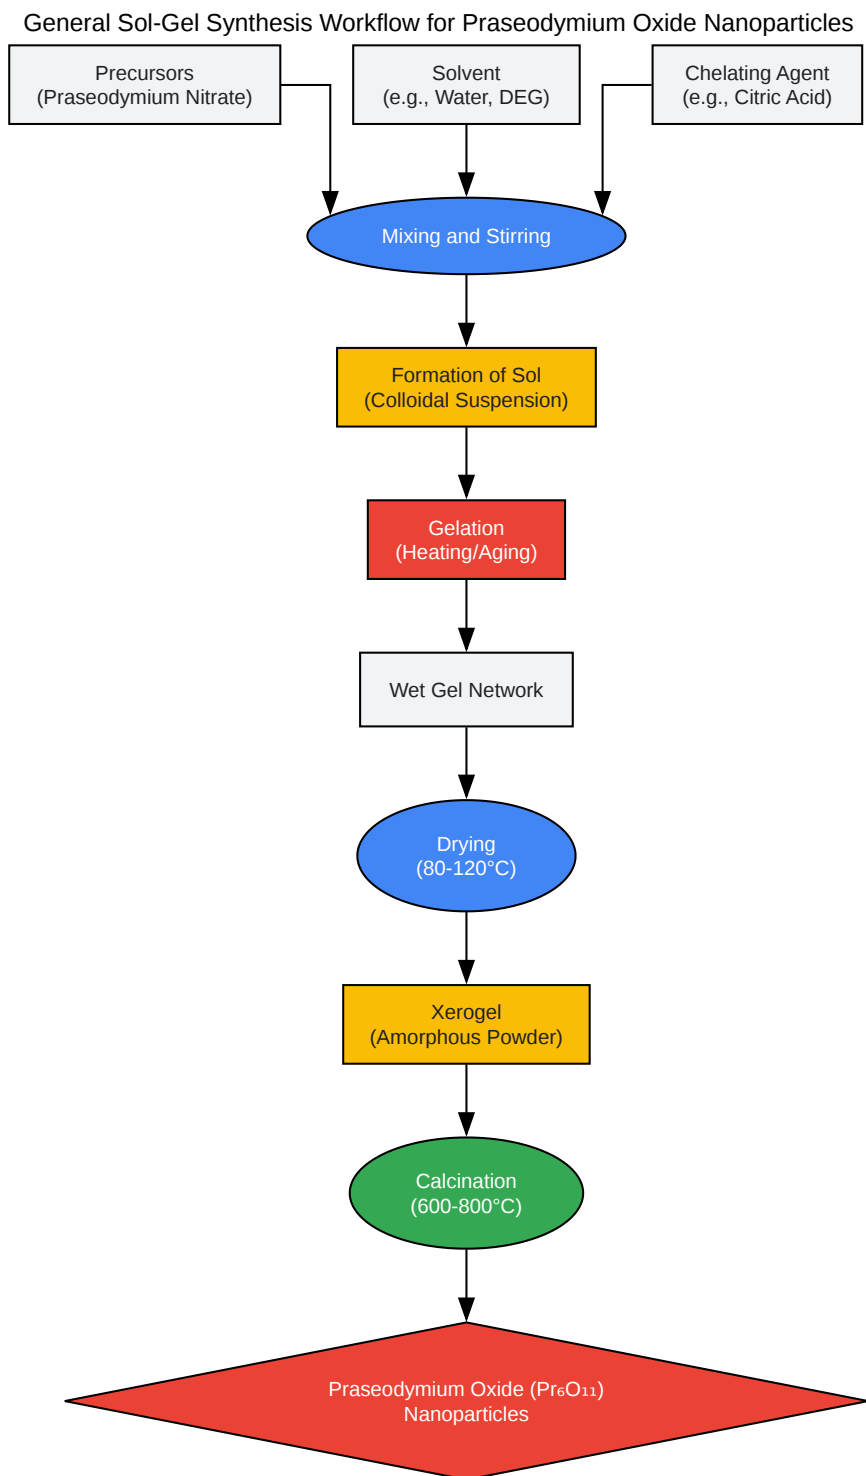 General Sol-Gel Synthesis Workflow for Praseodymium Oxide Nanoparticles
Precursors
(Praseodymium Nitrate)
Solvent
(e.g., Water, DEG)
Chelating Agent
(e.g., Citric Acid)
Mixing and Stirring
Formation of Sol
(Colloidal Suspension)
Gelation
(Heating/Aging)
Wet Gel Network
Drying
(80-120°C)
Xerogel
(Amorphous Powder)
Calcination
(600-800°C)
Praseodymium Oxide (Pr₆O₁₁)
Nanoparticles